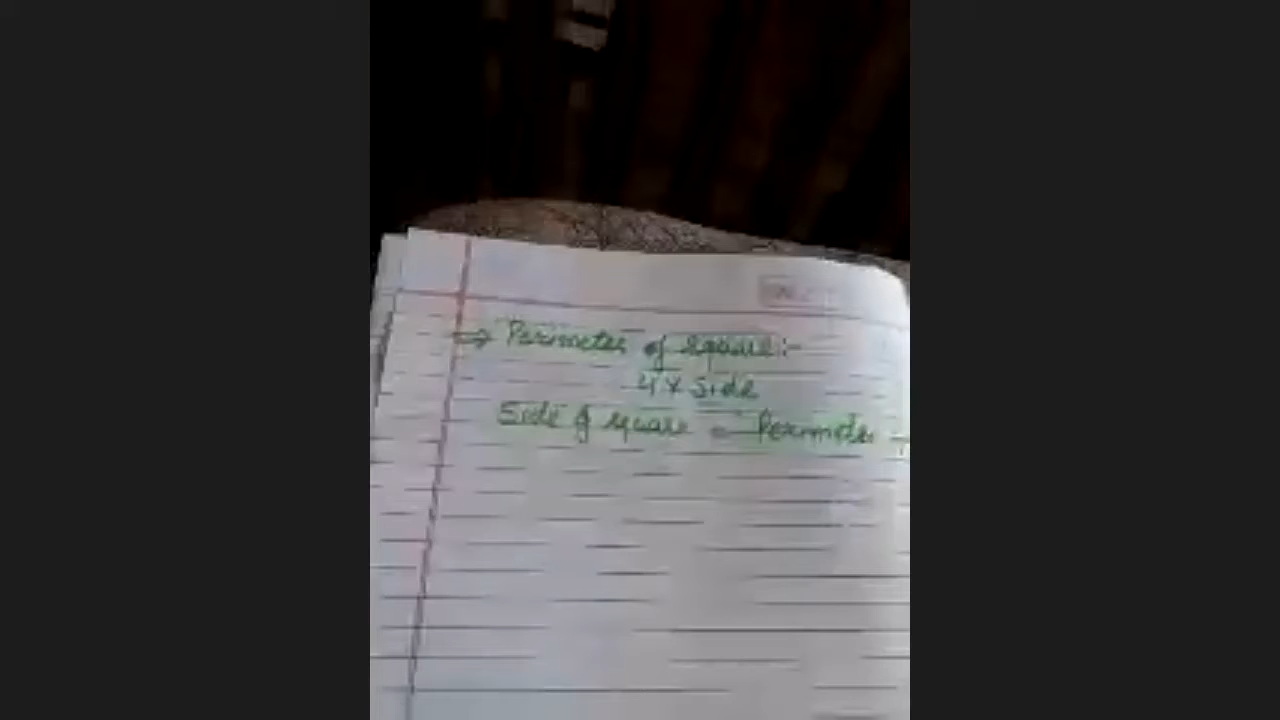 ⇒ Perimeter of square:-
4 × Side
Side of square = Perimeter